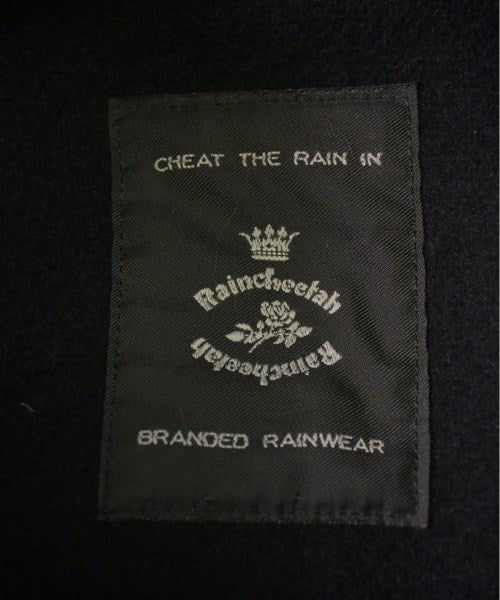 CHEAT THE RAIN IN
Raincheetah
Raincheetah
BRANDED RAINWEAR